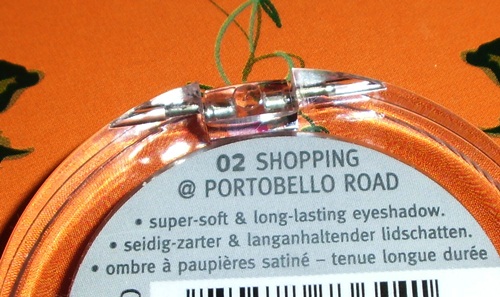 02 SHOPPING
@ PORTOBELLO ROAD
• super-soft & long-lasting eyeshadow.
• seidig-zarter & langanhaltender lidschatten.
• ombre à paupières satiné – tenue longue durée